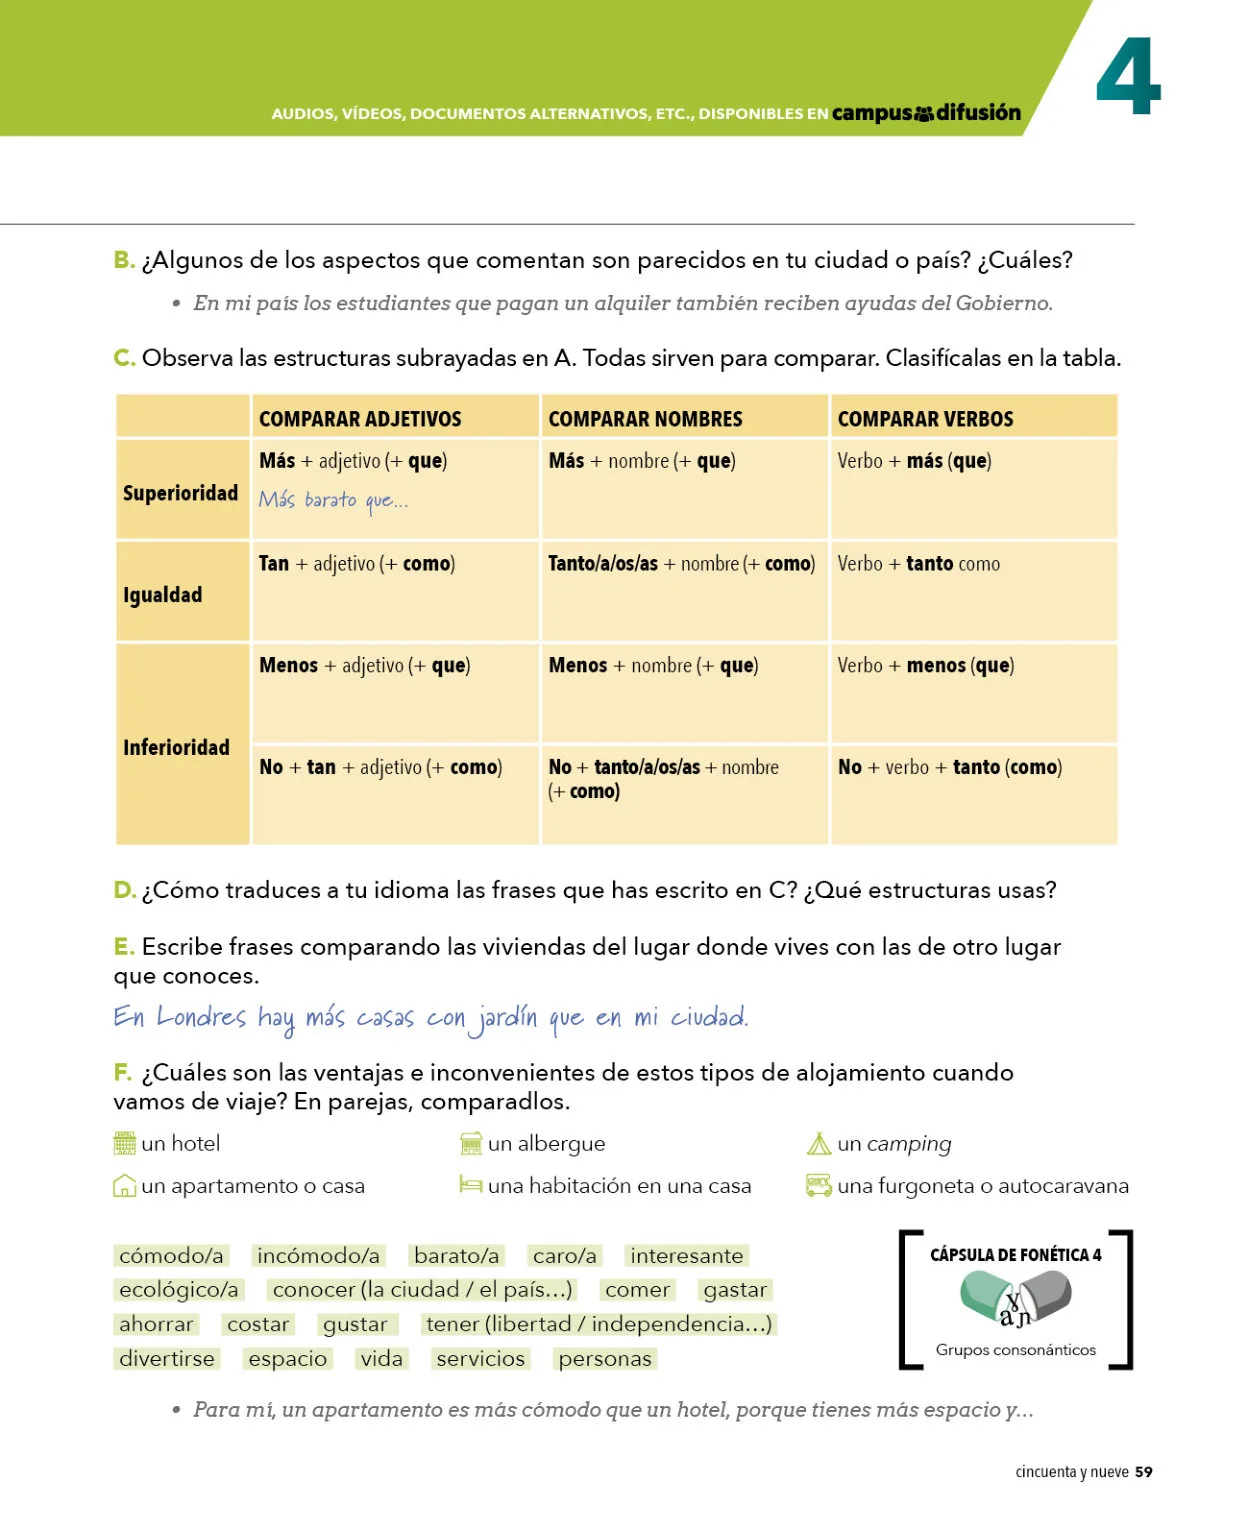 4
AUDIOS, VÍDEOS, DOCUMENTOS ALTERNATIVOS, ETC., DISPONIBLES EN campus difusión
B. ¿Algunos de los aspectos que comentan son parecidos en tu ciudad o país? ¿Cuáles?
• En mi país los estudiantes que pagan un alquiler también reciben ayudas del Gobierno.
C. Observa las estructuras subrayadas en A. Todas sirven para comparar. Clasifícalas en la tabla.
COMPARAR ADJETIVOS COMPARAR NOMBRES COMPARAR VERBOS
Superioridad
Más + adjetivo (+ que)
Más barato que...
Más + nombre (+ que)
Verbo + más (que)
Igualdad
Tan + adjetivo (+ como)
Tanto/a/os/as + nombre (+ como)
Verbo + tanto como
Inferioridad
Menos + adjetivo (+ que)
Menos + nombre (+ que)
Verbo + menos (que)
No + tan + adjetivo (+ como)
No + tanto/a/os/as + nombre
(+ como)
No + verbo + tanto (como)
D. ¿Cómo traduces a tu idioma las frases que has escrito en C? ¿Qué estructuras usas?
E. Escribe frases comparando las viviendas del lugar donde vives con las de otro lugar
que conoces.
En Londres hay más casas con jardín que en mi ciudad.
F. ¿Cuáles son las ventajas e inconvenientes de estos tipos de alojamiento cuando
vamos de viaje? En parejas, comparadlos.
un hotel un albergue un camping
un apartamento o casa una habitación en una casa una furgoneta o autocaravana
cómodo/a incómodo/a barato/a caro/a interesante
ecológico/a conocer (la ciudad / el país...) comer gastar
ahorrar costar gustar tener (libertad / independencia...)
divertirse espacio vida servicios personas
CÁPSULA DE FONÉTICA 4
Grupos consonánticos
• Para mí, un apartamento es más cómodo que un hotel, porque tienes más espacio y...
cincuenta y nueve 59